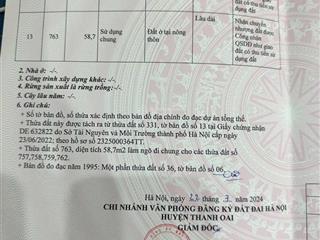 có thu tiền sử
dụng đất
Lâu dài
Nhận chuyển
nhượng đất được
Công nhận
QSDĐ như giao
đất có thu tiền
sử dụng đất
13 763 58,7 Sử dụng chung Đất ở tại nông thôn
2. Nhà ở: -/-.
3. Công trình xây dựng khác: -/-.
4. Rừng sản xuất là rừng trồng: -/-.
5. Cây lâu năm: -/-.
6. Ghi chú:
+ Số tờ bản đồ, số thửa xác định theo bản đồ địa chính đo đạc dự án tổng thể.
+ Thửa đất này được tách ra từ thửa đất số 331, tờ bản đồ số 13 tại Giấy chứng nhận
DE 632822 do Sở Tài Nguyên và Môi Trường thành phố Hà Nội cấp ngày
23/06/2022; theo hồ sơ số 2325000364TT.
+ Thửa đất số 763, diện tích 58,7m2 làm ngõ đi chung cho các thửa đất số
757,758,759,762.
+ Bản đồ đo đạc năm 1995: Một phần thửa đất số 36, tờ bản đồ số 06.
Hà Nội, ngày tháng 3 năm 2024
CHI NHÁNH VĂN PHÒNG ĐĂNG KÝ ĐẤT ĐAI HÀ NỘI
HUYỆN THANH OAI
GIÁM ĐỐC